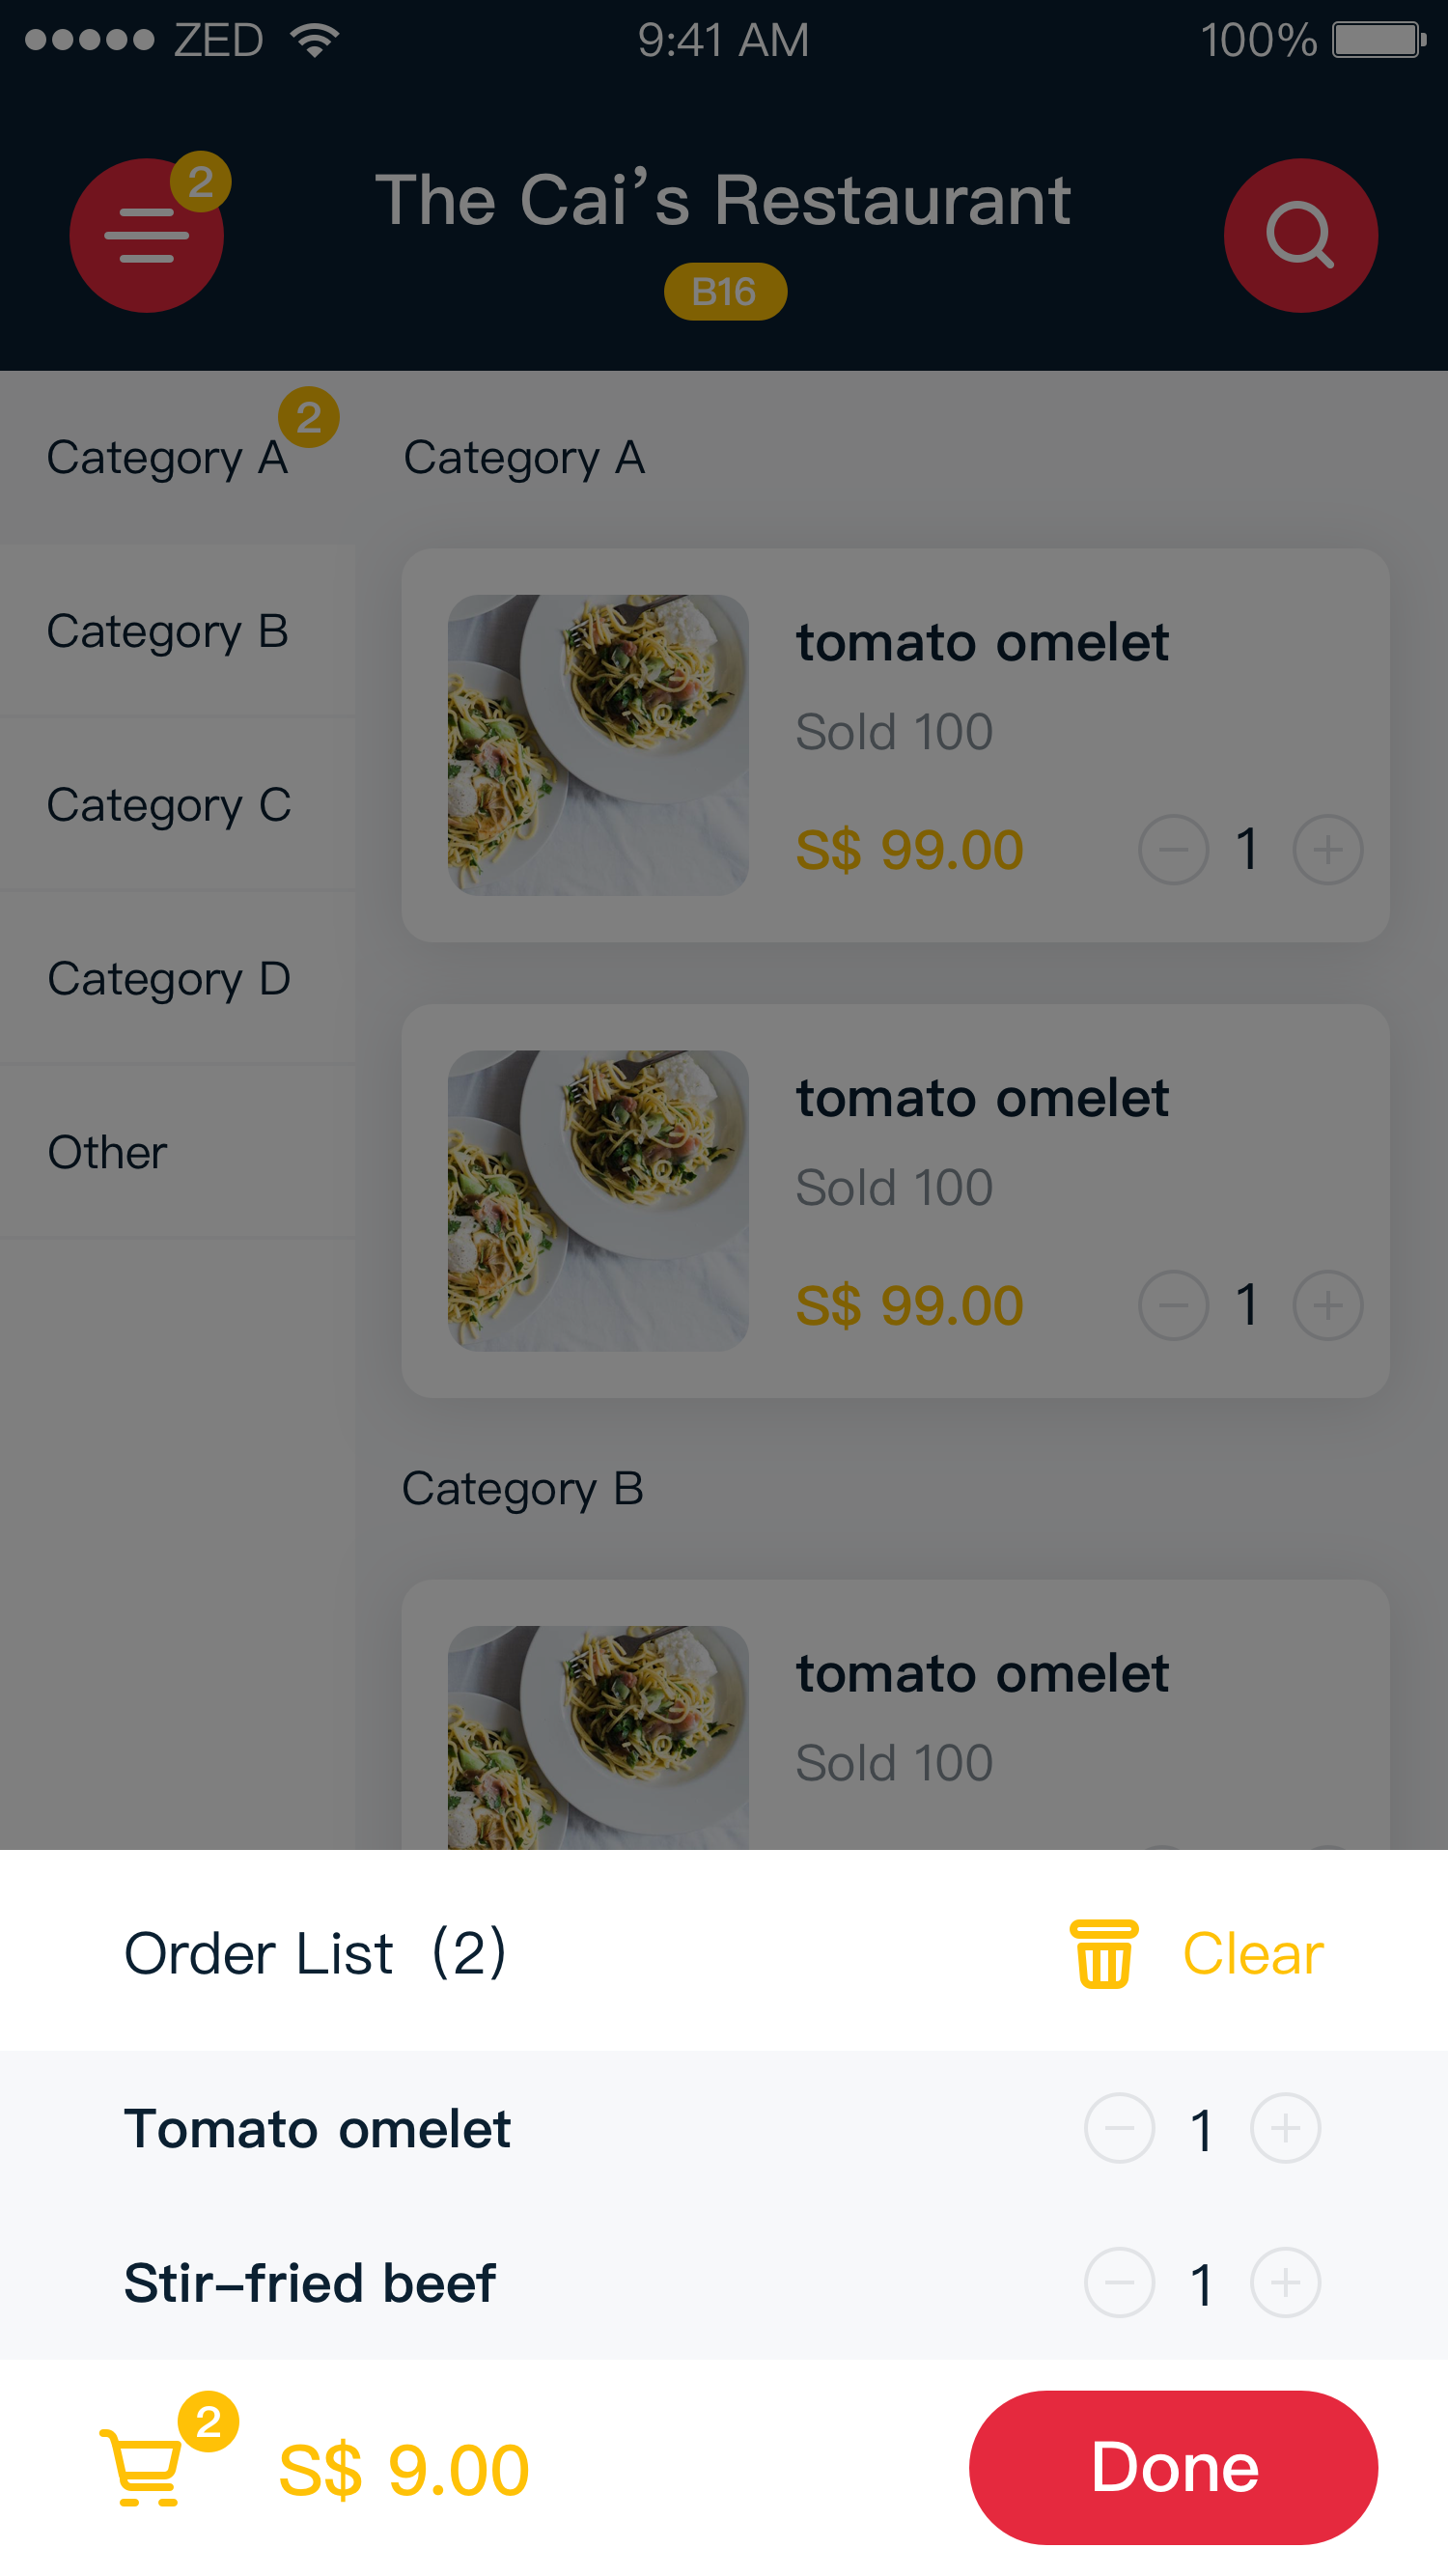 ZED 9:41 AM 100%
2
The Cai’s Restaurant
B16
2
Category A
Category B
Category C
Category D
Other
Category A
tomato omelet
Sold 100
S$ 99.00 1
tomato omelet
Sold 100
S$ 99.00 1
Category B
tomato omelet
Sold 100
Order List (2) Clear
Tomato omelet 1
Stir-fried beef 1
2
S$ 9.00 Done